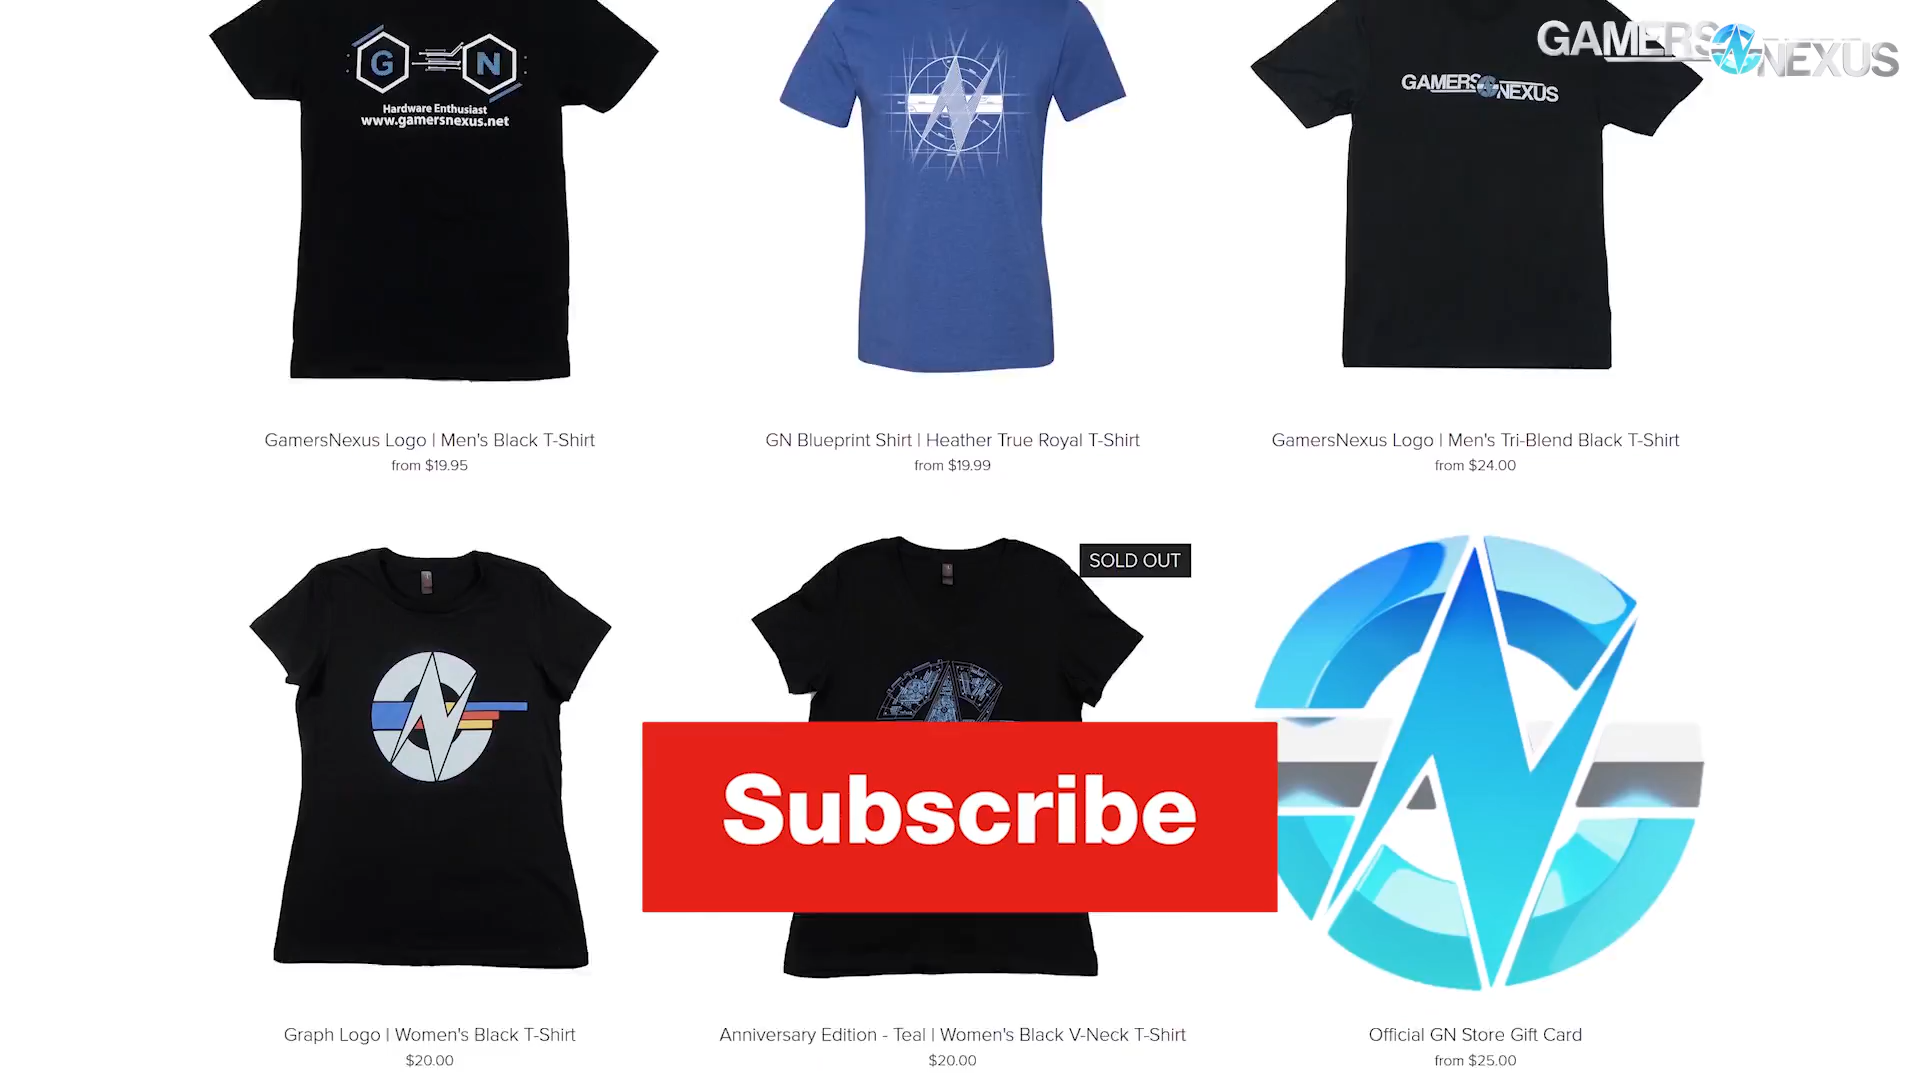 GAMERS NEXUS
G N
Hardware Enthusiast
www.gamersnexus.net
GAMERS NEXUS
GamersNexus Logo | Men's Black T-Shirt
from $19.95
GN Blueprint Shirt | Heather True Royal T-Shirt
from $19.99
GamersNexus Logo | Men's Tri-Blend Black T-Shirt
from $24.00
SOLD OUT
Subscribe
Graph Logo | Women's Black T-Shirt
$20.00
Anniversary Edition - Teal | Women's Black V-Neck T-Shirt
$20.00
Official GN Store Gift Card
from $25.00